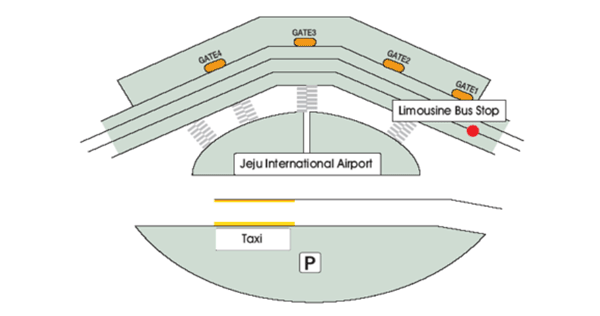 GATE3
GATE4
GATE2
GATE1
Limousine Bus Stop
Jeju International Airport
Taxi
P